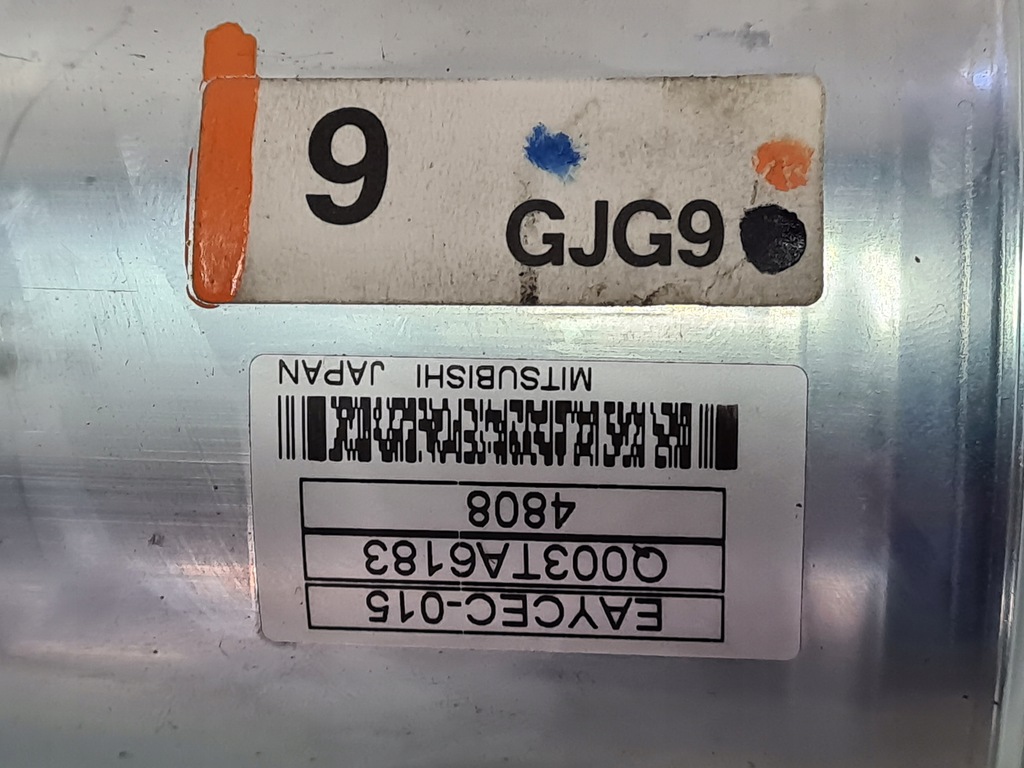 9
GJG9
EAYCEC-015
Q003TA6183
4808
MITSUBISHI JAPAN